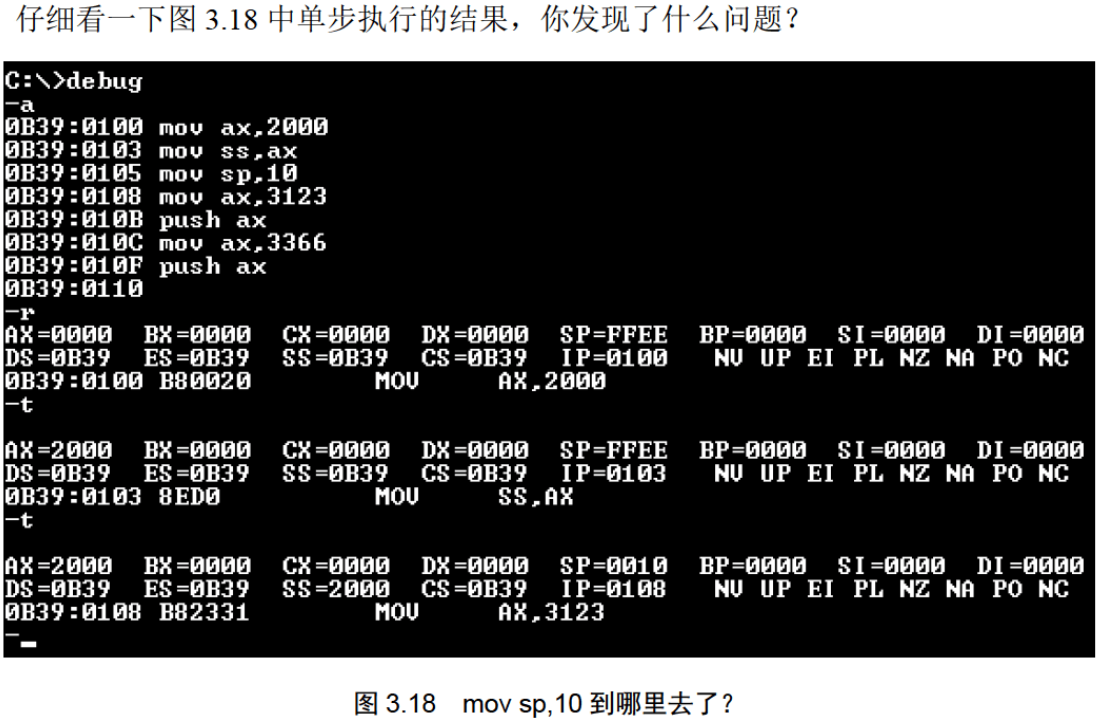 仔细看一下图 3.18 中单步执行的结果，你发现了什么问题？
C:\>debug
-a
0B39:0100 mov ax,2000
0B39:0103 mov ss,ax
0B39:0105 mov sp,10
0B39:0108 mov ax,3123
0B39:010B push ax
0B39:010C mov ax,3366
0B39:010F push ax
0B39:0110
-r
AX=0000 BX=0000 CX=0000 DX=0000 SP=FFEE BP=0000 SI=0000 DI=0000
DS=0B39 ES=0B39 SS=0B39 CS=0B39 IP=0100 NV UP EI PL NZ NA PO NC
0B39:0100 B80020 MOV AX,2000
-t
AX=2000 BX=0000 CX=0000 DX=0000 SP=FFEE BP=0000 SI=0000 DI=0000
DS=0B39 ES=0B39 SS=0B39 CS=0B39 IP=0103 NV UP EI PL NZ NA PO NC
0B39:0103 8ED0 MOV SS,AX
-t
AX=2000 BX=0000 CX=0000 DX=0000 SP=0010 BP=0000 SI=0000 DI=0000
DS=0B39 ES=0B39 SS=2000 CS=0B39 IP=0108 NV UP EI PL NZ NA PO NC
0B39:0108 B82331 MOV AX,3123
-_
图 3.18 mov sp,10 到哪里去了？